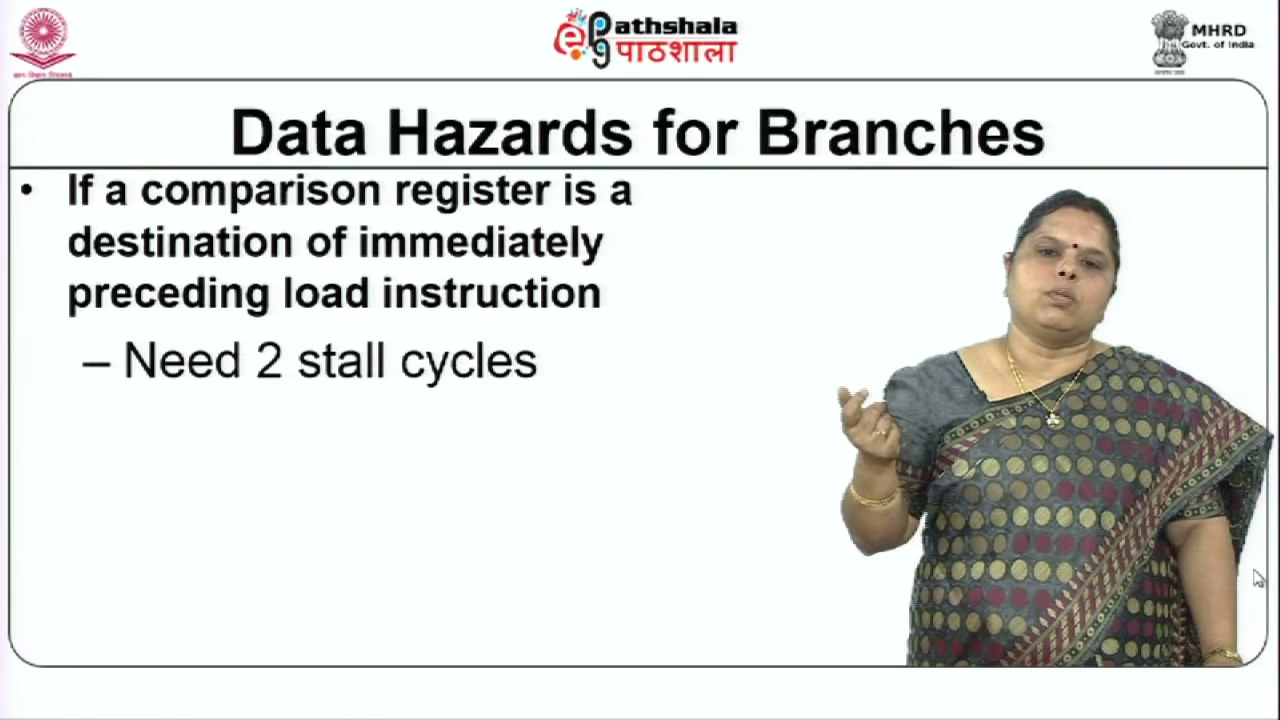 ePathshala
पाठशाला
MHRD
Govt. of India
Data Hazards for Branches
• If a comparison register is a
destination of immediately
preceding load instruction
– Need 2 stall cycles